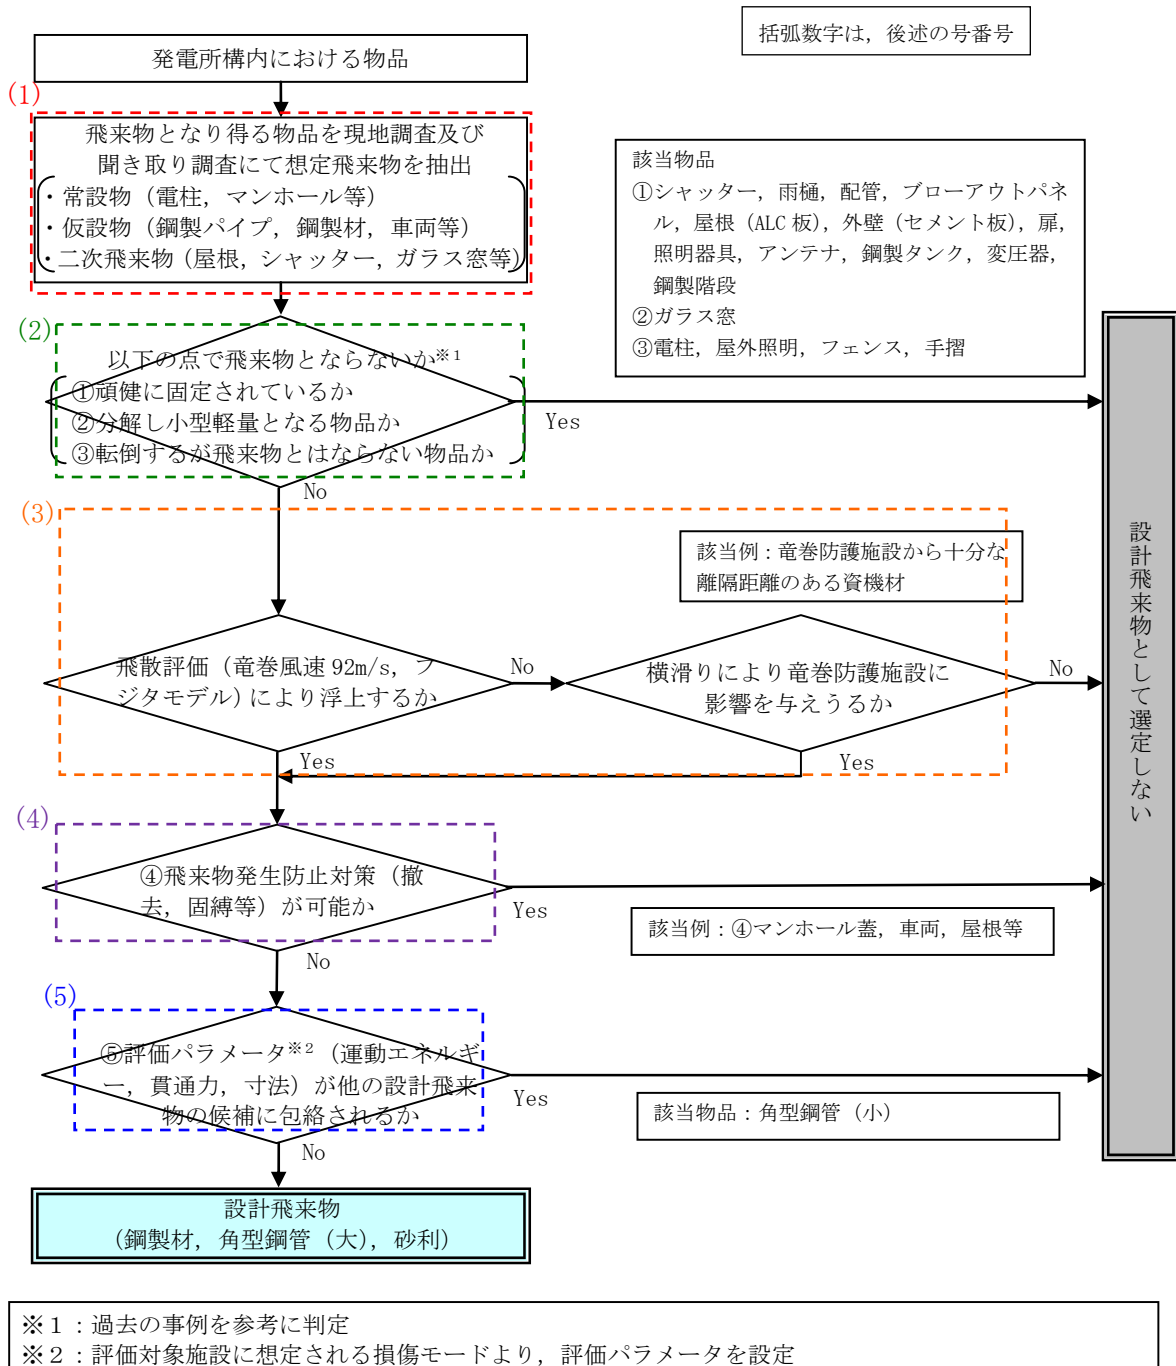 括弧数字は，後述の号番号
発電所構内における物品
(1)
飛来物となり得る物品を現地調査及び
聞き取り調査にて想定飛来物を抽出
・常設物（電柱，マンホール等）
・仮設物（鋼製パイプ，鋼製材，車両等）
・二次飛来物（屋根，シャッター，ガラス窓等）
該当物品
①シャッター，雨樋，配管，ブローアウトパネ
ル，屋根（ALC 板），外壁（セメント板），扉，
照明器具，アンテナ，鋼製タンク，変圧器，
鋼製階段
②ガラス窓
③電柱，屋外照明，フェンス，手摺
(2)
以下の点で飛来物とならないか※1
①頑健に固定されているか
②分解し小型軽量となる物品か
③転倒するが飛来物とはならない物品か
Yes
No
(3)
該当例：竜巻防護施設から十分な
離隔距離のある資機材
飛散評価（竜巻風速 92m/s，フ
ジタモデル）により浮上するか
No
横滑りにより竜巻防護施設に
影響を与えうるか
No
Yes
Yes
設計飛来物として選定しない
(4)
④飛来物発生防止対策（撤
去，固縛等）が可能か
Yes
該当例：④マンホール蓋，車両，屋根等
No
(5)
⑤評価パラメータ※2（運動エネルギ
ー，貫通力，寸法）が他の設計飛来
物の候補に包絡されるか
Yes
該当物品：角型鋼管（小）
No
設計飛来物
（鋼製材，角型鋼管（大），砂利）
※１：過去の事例を参考に判定
※２：評価対象施設に想定される損傷モードより，評価パラメータを設定